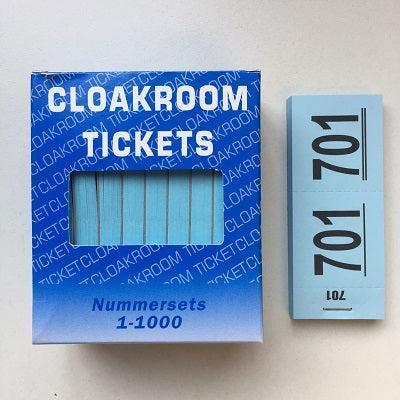 CLOAKROOM
TICKETS
Nummersets
1-1000
701
701
701